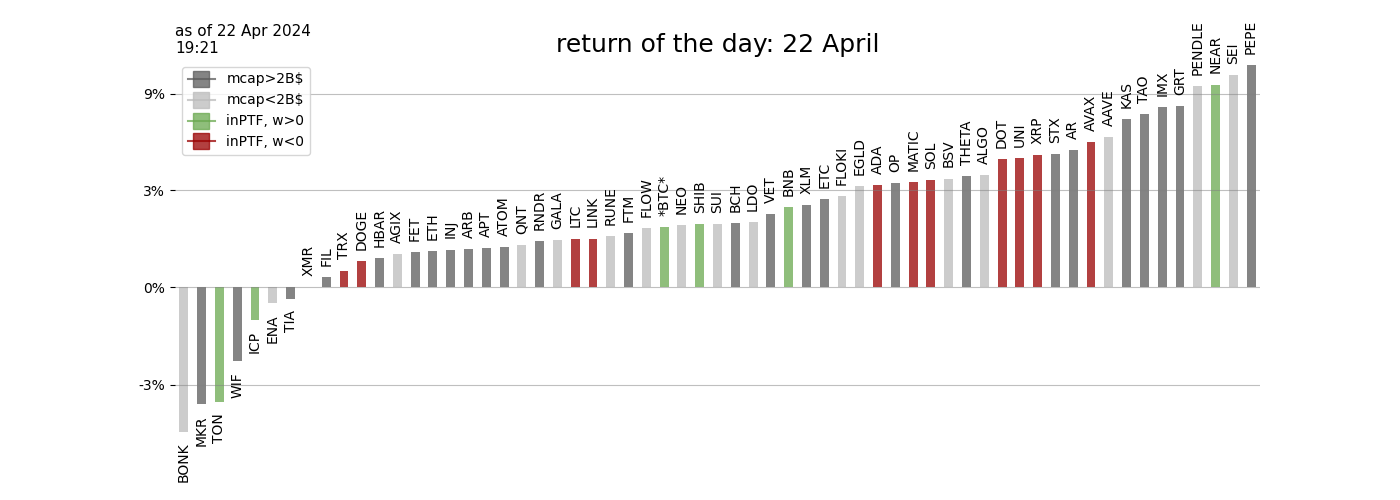 as of 22 Apr 2024
19:21
return of the day: 22 April
mcap>2B$
mcap<2B$
inPTF, w>0
inPTF, w<0
9%
3%
0%
-3%
BONK
MKR
TON
WIF
ICP
ENA
TIA
XMR
FIL
TRX
DOGE
HBAR
AGIX
FET
ETH
INJ
ARB
APT
ATOM
QNT
RNDR
GALA
LTC
LINK
RUNE
FTM
FLOW
*BTC*
NEO
SHIB
SUI
BCH
LDO
VET
BNB
XLM
ETC
FLOKI
EGLD
ADA
OP
MATIC
SOL
BSV
THETA
ALGO
DOT
UNI
XRP
STX
AR
AVAX
AAVE
KAS
TAO
IMX
GRT
PENDLE
NEAR
SEI
PEPE